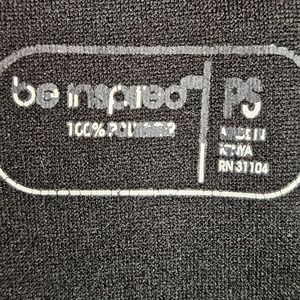 be inspired
100% POLYESTER
PS
MADE IN
KENYA
RN 31104